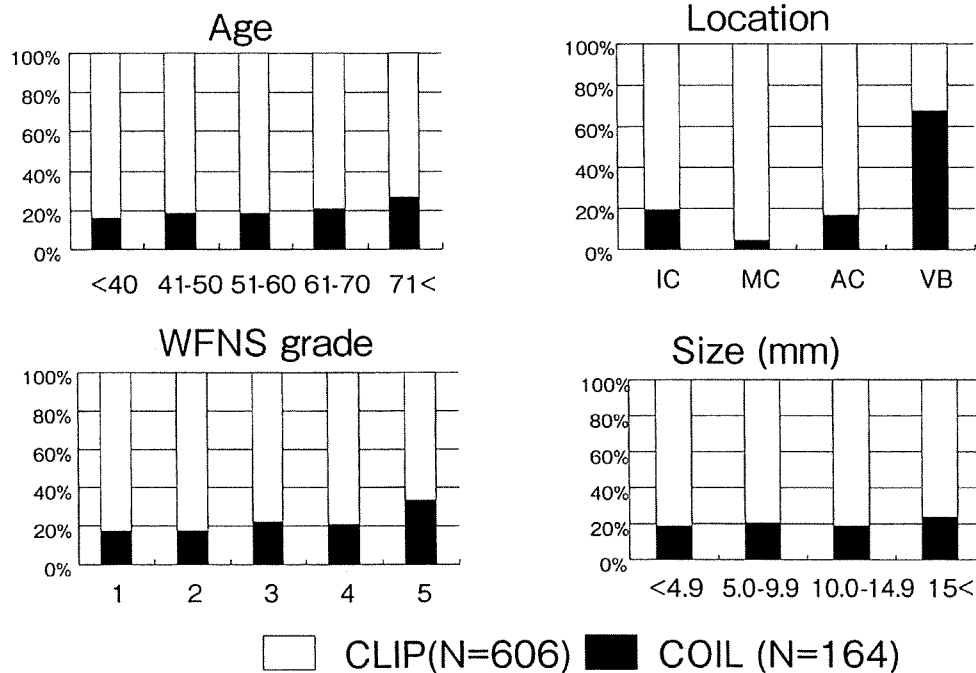 Age
100%
80%
60%
40%
20%
0%
<40 41-50 51-60 61-70 71<
Location
100%
80%
60%
40%
20%
0%
IC MC AC VB
WFNS grade
100%
80%
60%
40%
20%
0%
1 2 3 4 5
Size (mm)
100%
80%
60%
40%
20%
0%
<4.9 5.0-9.9 10.0-14.9 15<
CLIP(N=606) COIL (N=164)